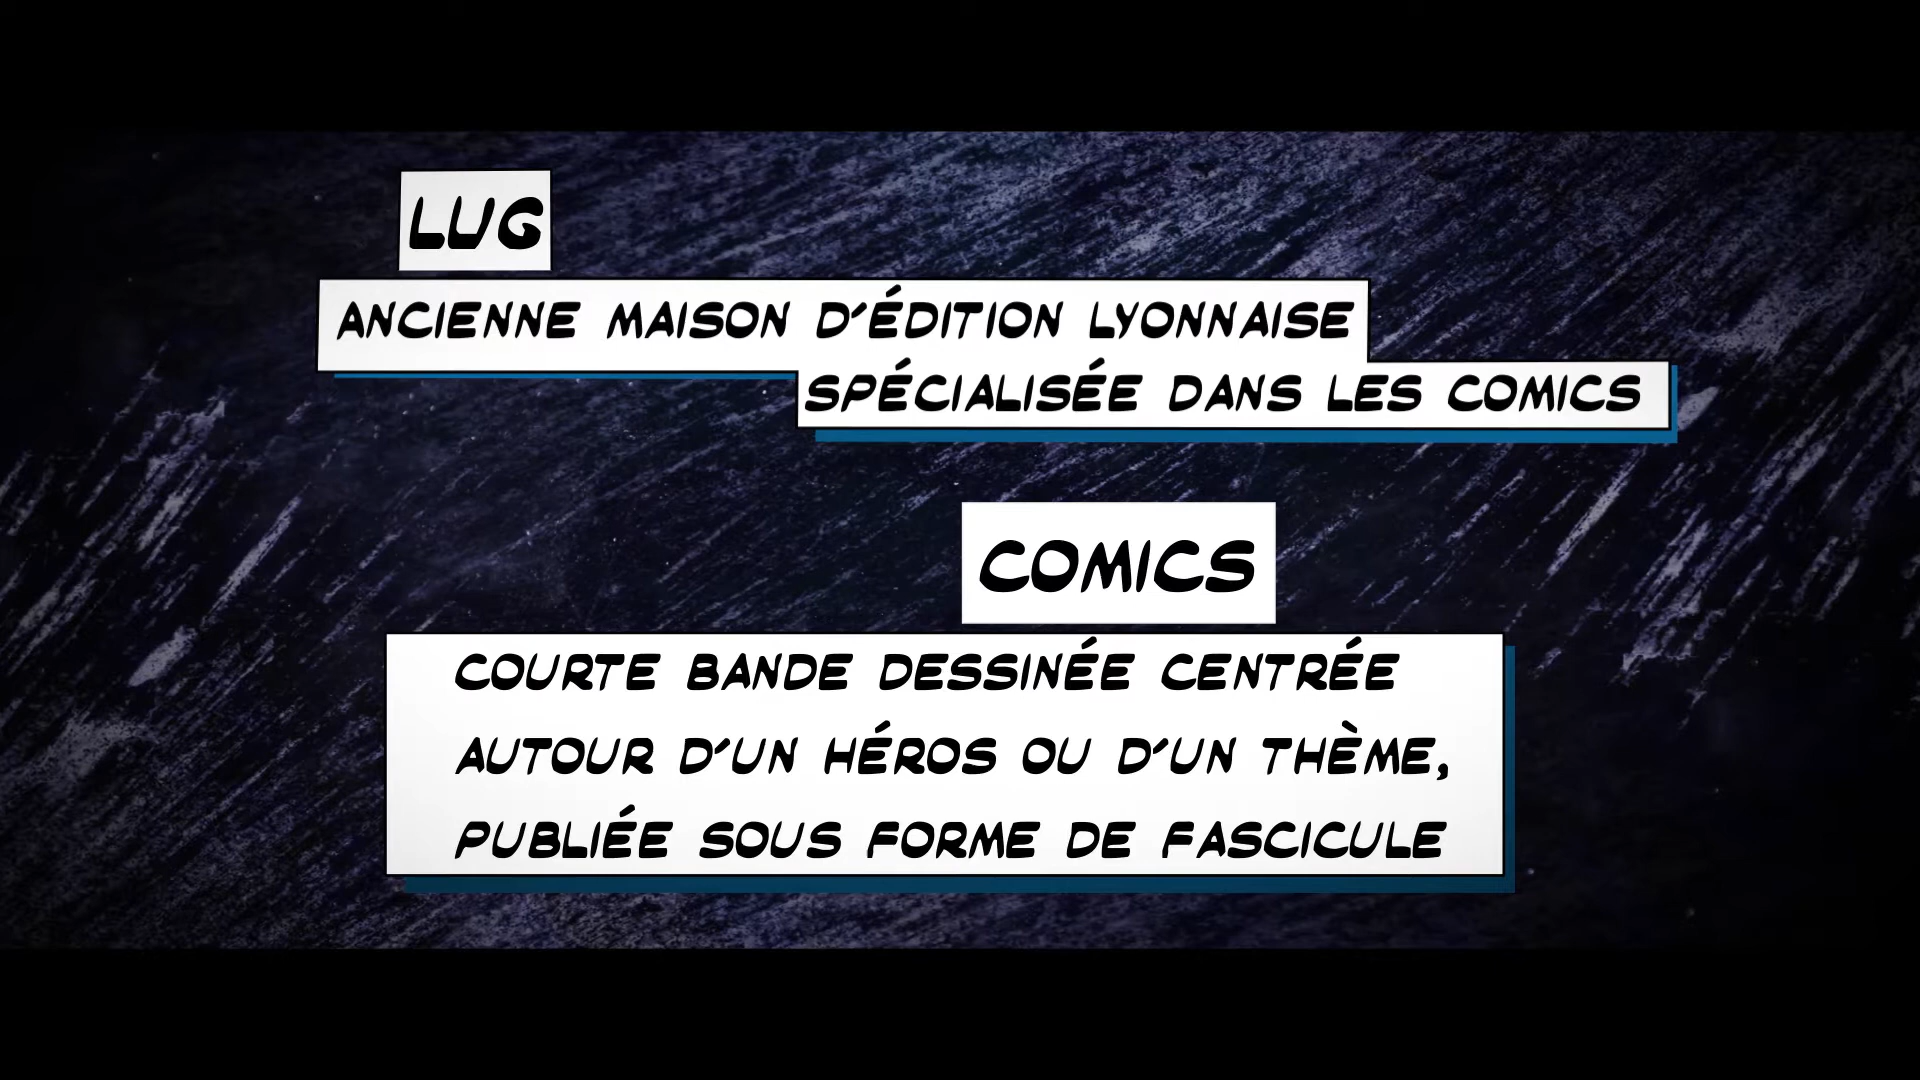 LUG
ANCIENNE MAISON D'ÉDITION LYONNAISE
SPÉCIALISÉE DANS LES COMICS
COMICS
COURTE BANDE DESSINÉE CENTRÉE
AUTOUR D'UN HÉROS OU D'UN THÈME,
PUBLIÉE SOUS FORME DE FASCICULE